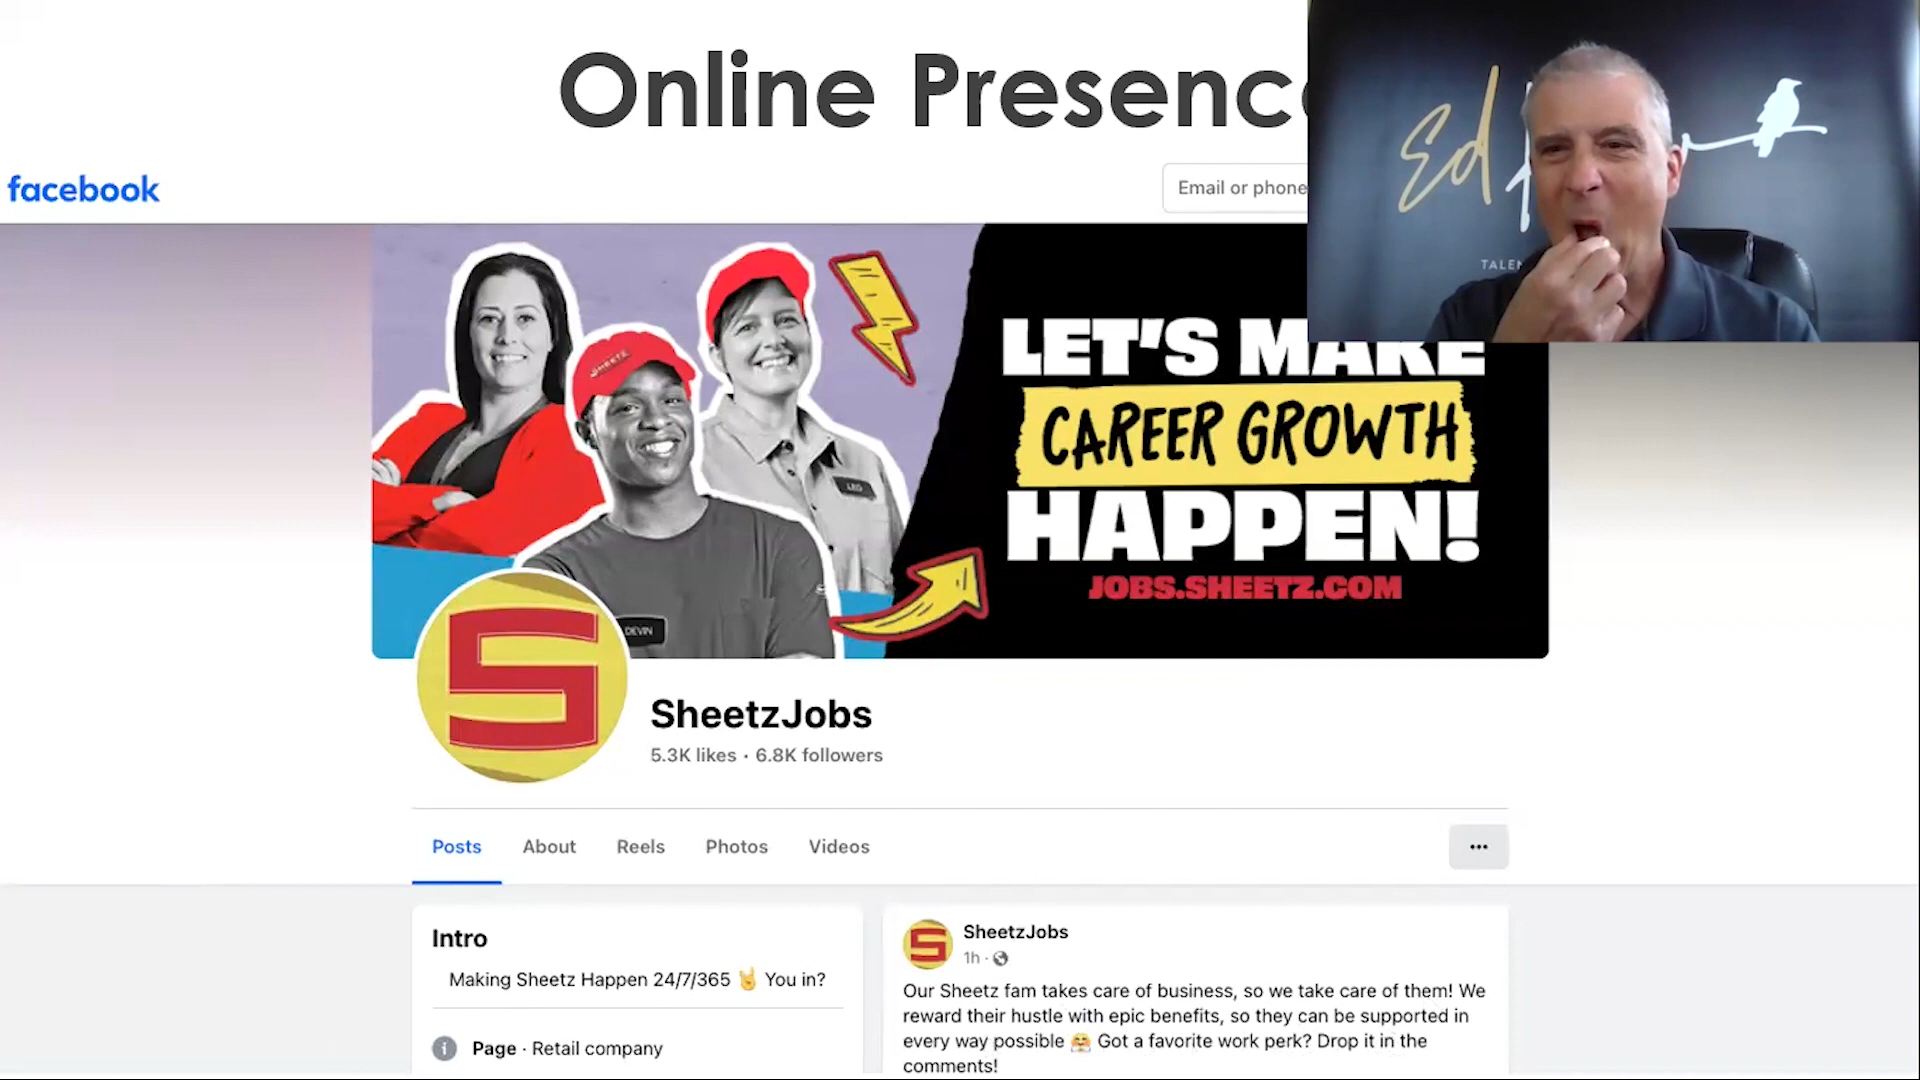 Online Presenc
facebook
Email or phone
Ed
TALEN
SHEETZ
LET'S MAKE
CAREER GROWTH
HAPPEN!
JOBS.SHEETZ.COM
LEO
DEVIN
S
SheetzJobs
5.3K likes · 6.8K followers
Posts
About
Reels
Photos
Videos
Intro
Making Sheetz Happen 24/7/365 🤘 You in?
Page · Retail company
S
SheetzJobs
1h ·
Our Sheetz fam takes care of business, so we take care of them! We
reward their hustle with epic benefits, so they can be supported in
every way possible 🤗 Got a favorite work perk? Drop it in the
comments!